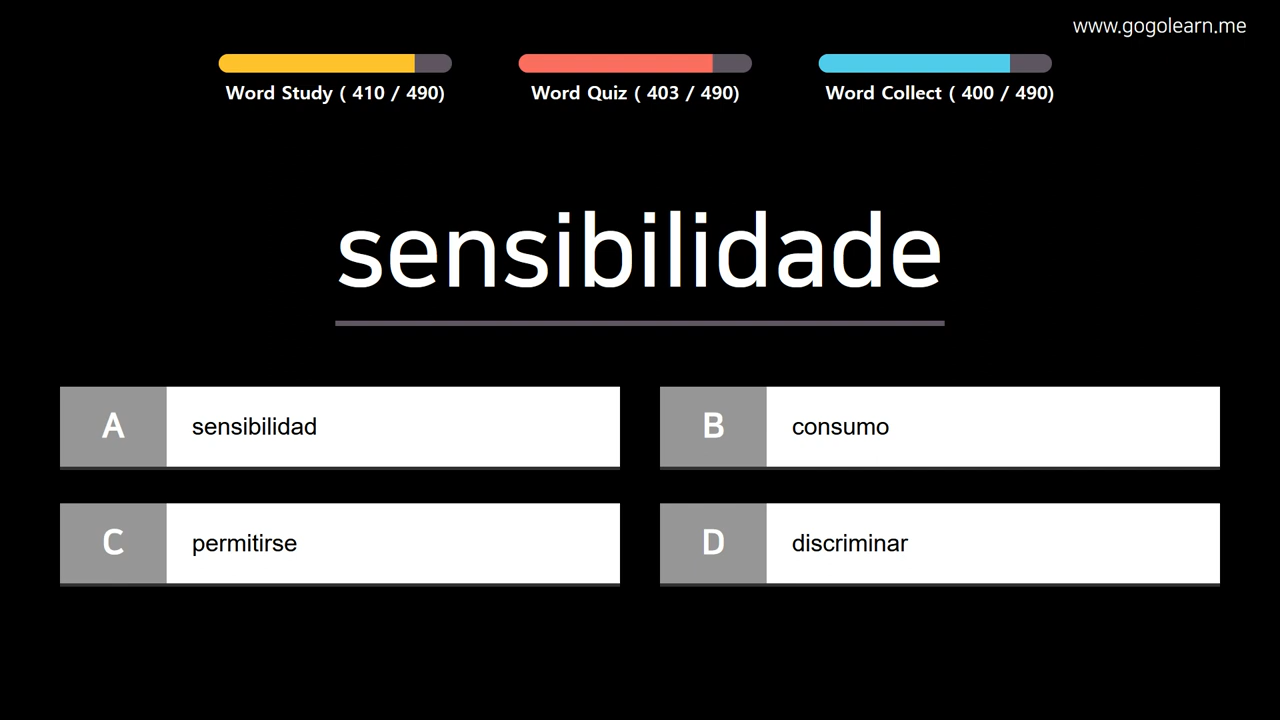 www.gogolearn.me
Word Study ( 410 / 490)
Word Quiz ( 403 / 490)
Word Collect ( 400 / 490)
sensibilidade
A sensibilidad
B consumo
C permitirse
D discriminar